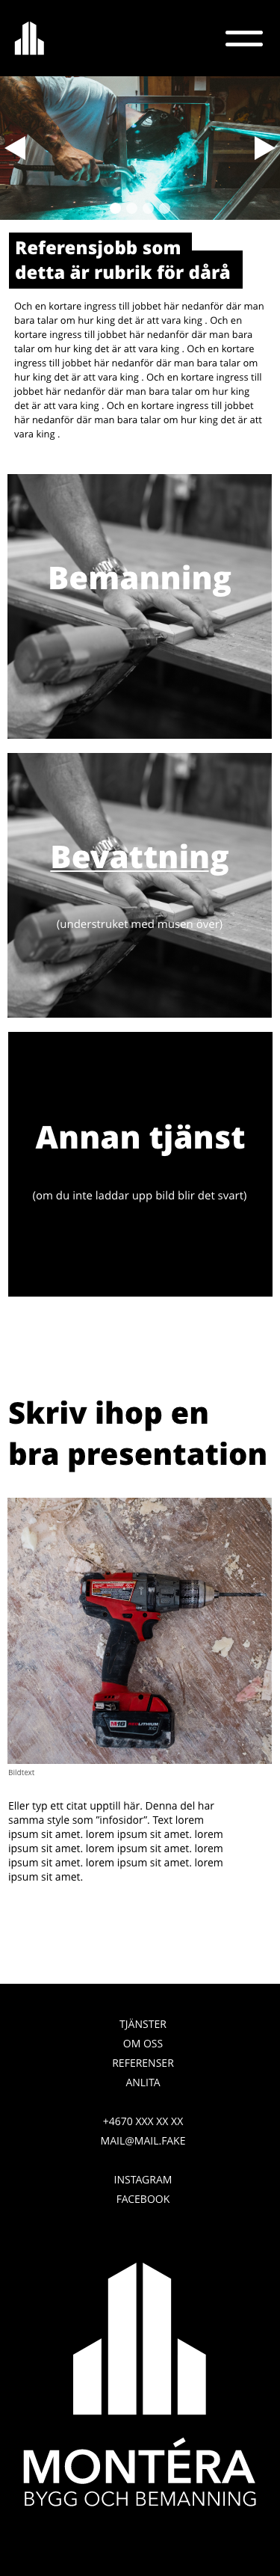 Referensjobb som
detta är rubrik för dårå
Och en kortare ingress till jobbet här nedanför där man
bara talar om hur king det är att vara king . Och en
kortare ingress till jobbet här nedanför där man bara
talar om hur king det är att vara king . Och en kortare
ingress till jobbet här nedanför där man bara talar om
hur king det är att vara king . Och en kortare ingress till
jobbet här nedanför där man bara talar om hur king
det är att vara king . Och en kortare ingress till jobbet
här nedanför där man bara talar om hur king det är att
vara king .
Bemanning
Bevattning
(understruket med musen över)
Annan tjänst
(om du inte laddar upp bild blir det svart)
Skriv ihop en
bra presentation
M18
Bildtext
Eller typ ett citat upptill här. Denna del har
samma style som ”infosidor”. Text lorem
ipsum sit amet. lorem ipsum sit amet. lorem
ipsum sit amet. lorem ipsum sit amet. lorem
ipsum sit amet. lorem ipsum sit amet. lorem
ipsum sit amet.
TJÄNSTER
OM OSS
REFERENSER
ANLITA
+4670 XXX XX XX
MAIL@MAIL.FAKE
INSTAGRAM
FACEBOOK
MONTÉRA
BYGG OCH BEMANNING